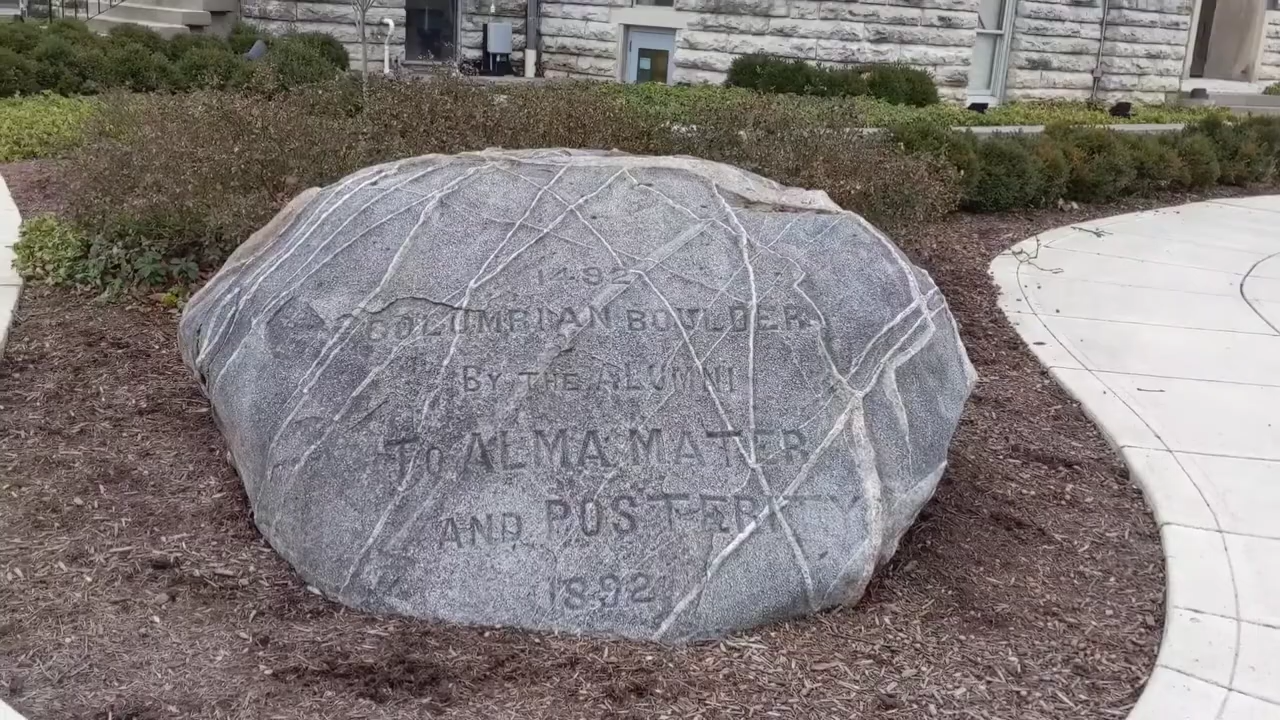 1492
COLUMBIAN BOULDER
BY THE ALUMNI
TO ALMA MATER
AND POSTERITY
1892